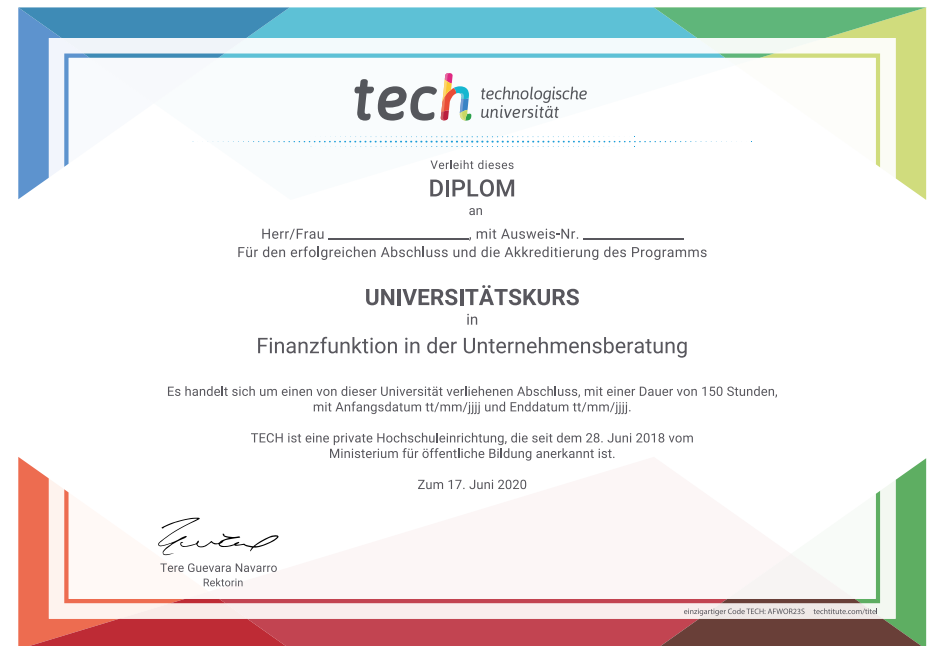 tech technologische
universität
Verleiht dieses
DIPLOM
an
Herr/Frau ________________, mit Ausweis-Nr. ____________
Für den erfolgreichen Abschluss und die Akkreditierung des Programms
UNIVERSITÄTSKURS
in
Finanzfunktion in der Unternehmensberatung
Es handelt sich um einen von dieser Universität verliehenen Abschluss, mit einer Dauer von 150 Stunden,
mit Anfangsdatum tt/mm/jjjj und Enddatum tt/mm/jjjj.
TECH ist eine private Hochschuleinrichtung, die seit dem 28. Juni 2018 vom
Ministerium für öffentliche Bildung anerkannt ist.
Zum 17. Juni 2020
Tere Guevara Navarro
Rektorin
einzigartiger Code TECH: AFWOR23S techtitute.com/titel